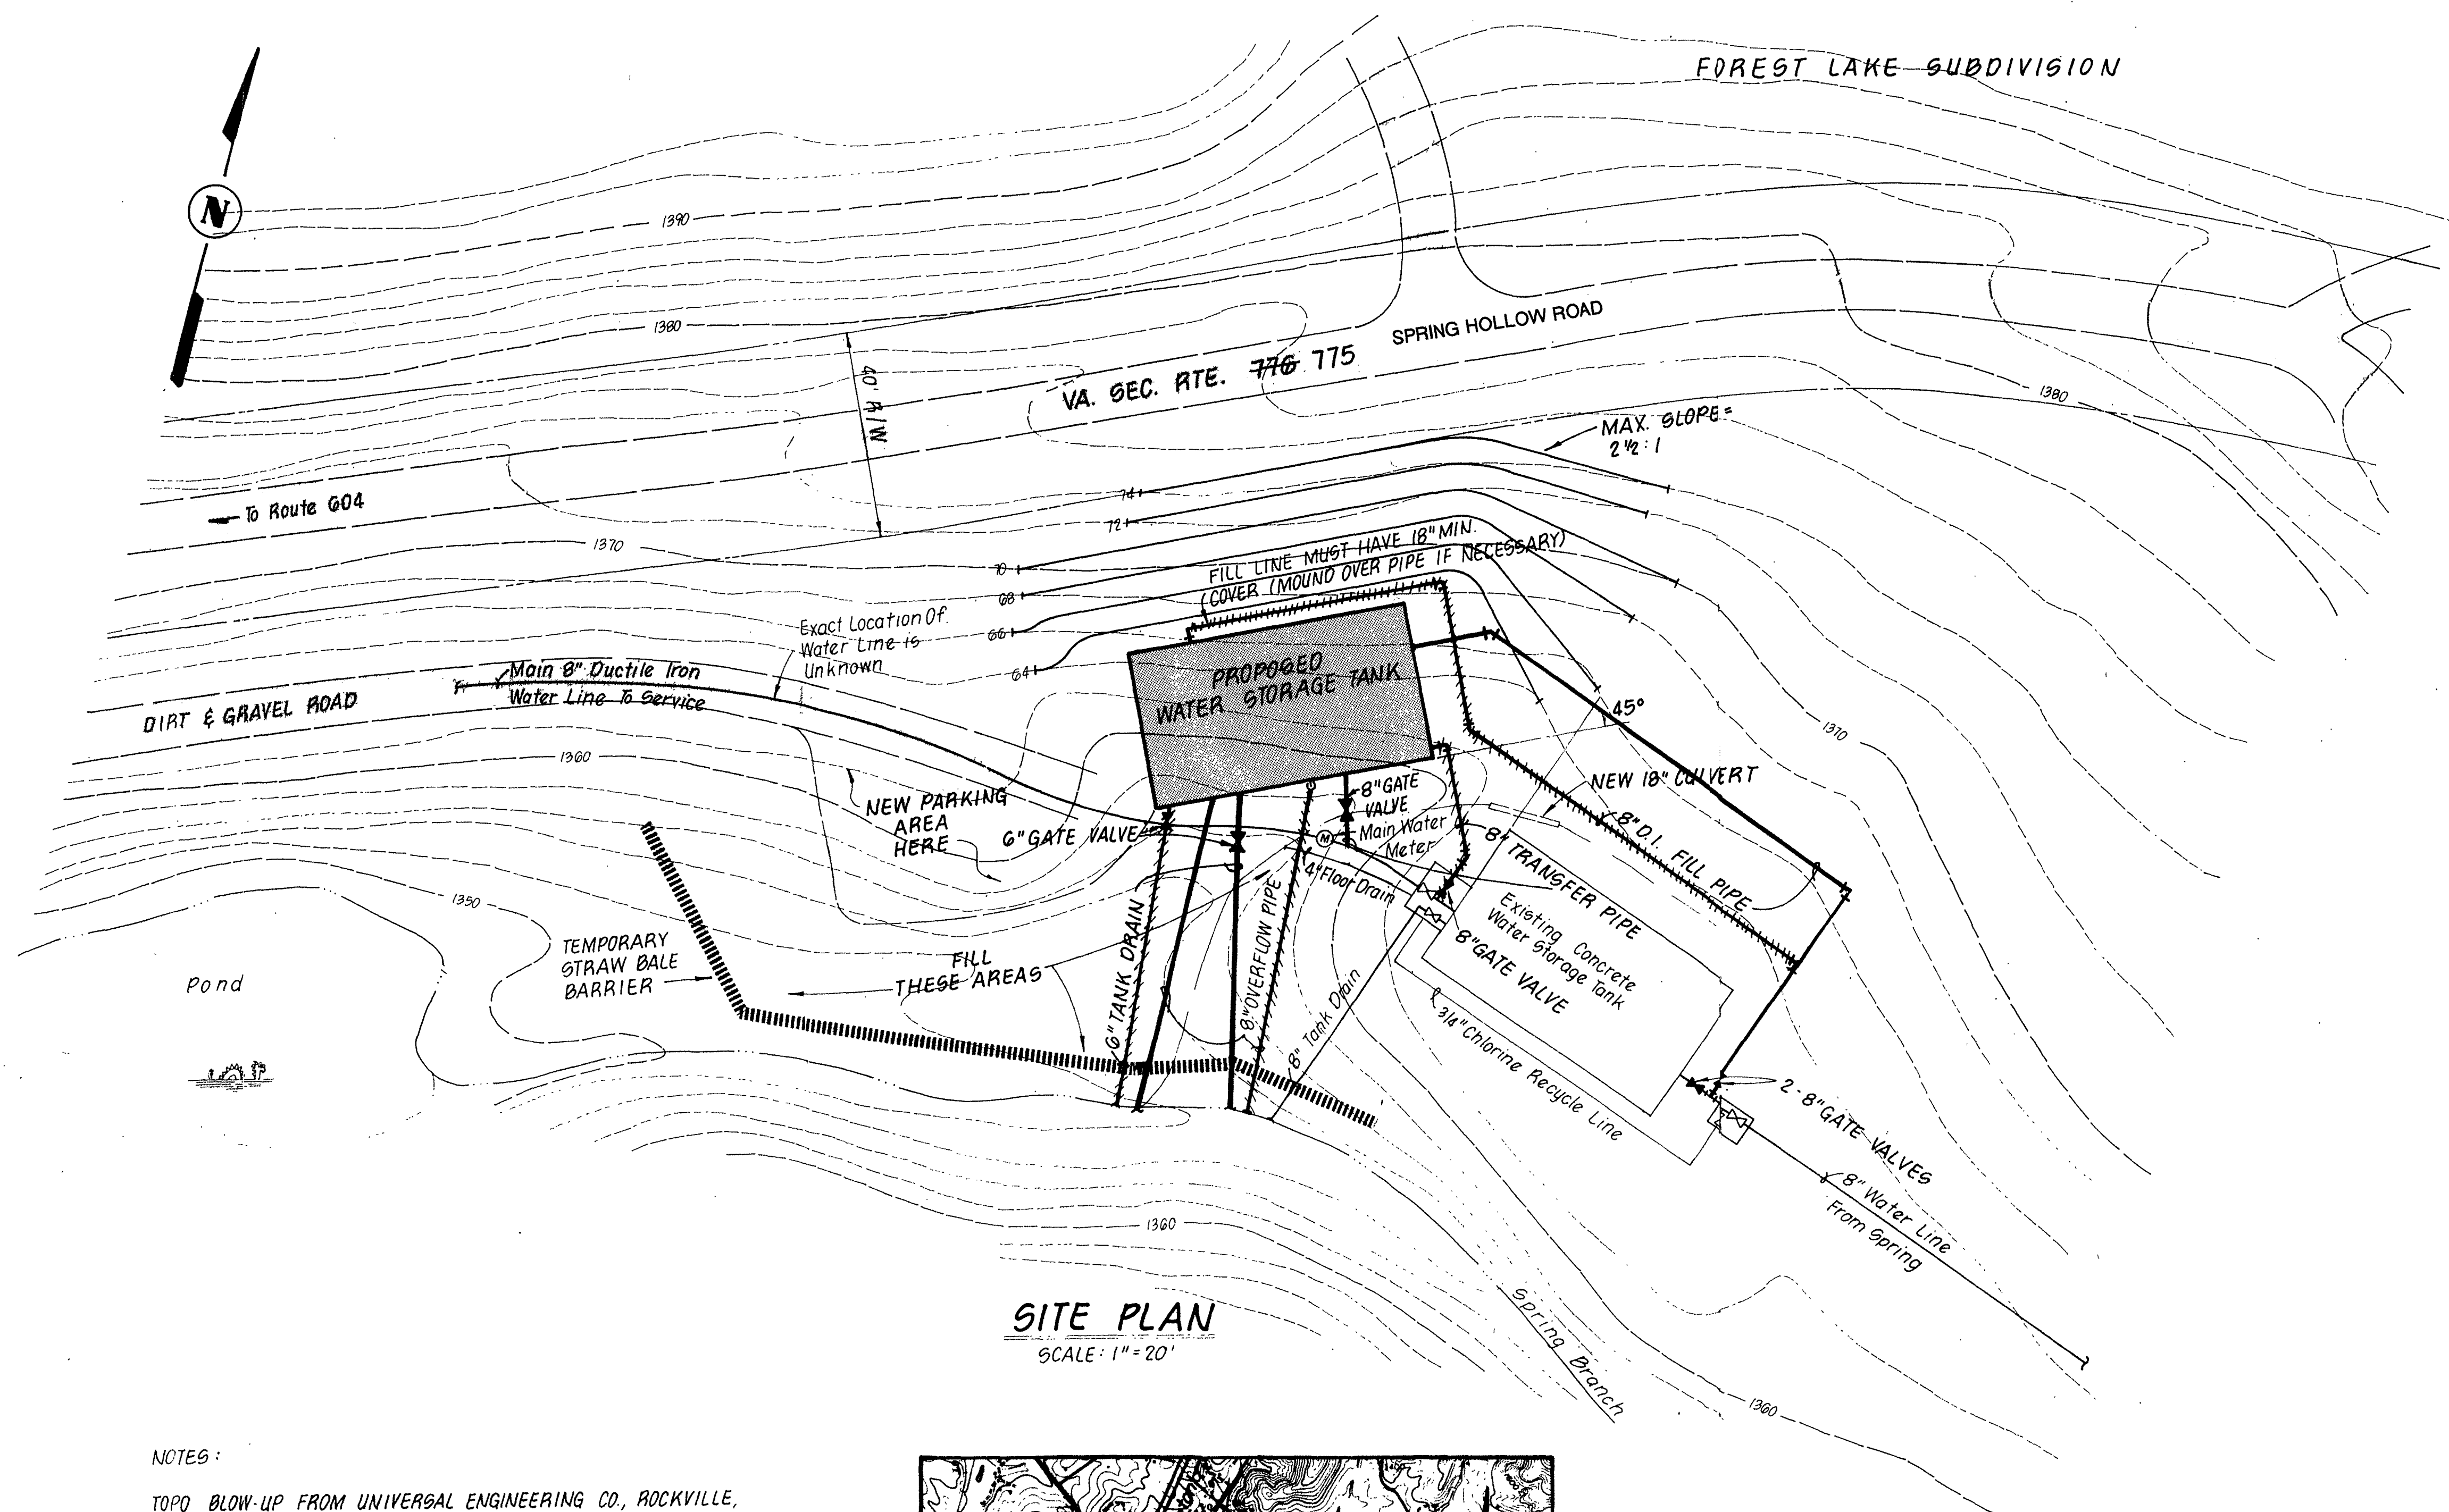 FOREST LAKE SUBDIVISION
N
1390
1380
SPRING HOLLOW ROAD
VA. SEC. RTE. 776 775
40' R/W
1380
MAX. SLOPE =
2 1/2 : 1
To Route 604
74
72
1370
70
68
66
64
FILL LINE MUST HAVE 18" MIN.
COVER (MOUND OVER PIPE IF NECESSARY)
Exact Location Of
Water Line is
Unknown
Main 8" Ductile Iron
Water Line To Service
DIRT & GRAVEL ROAD
PROPOSED
WATER STORAGE TANK
45°
1370
1360
NEW PARKING
AREA
HERE
6" GATE VALVE
8" GATE
VALVE
M
Main Water
Meter
NEW 18" CULVERT
8" D.I. FILL PIPE
8" TRANSFER PIPE
4" Floor Drain
Existing Concrete
Water Storage Tank
8" GATE VALVE
1350
TEMPORARY
STRAW BALE
BARRIER
FILL
THESE AREAS
6" TANK DRAIN
8" OVERFLOW PIPE
8" Tank Drain
3/4" Chlorine Recycle Line
Pond
2-8" GATE VALVES
8" Water Line
From Spring
1360
Spring Branch
1360
SITE PLAN
SCALE: 1" = 20'
NOTES:
TOPO BLOW-UP FROM UNIVERSAL ENGINEERING CO., ROCKVILLE,